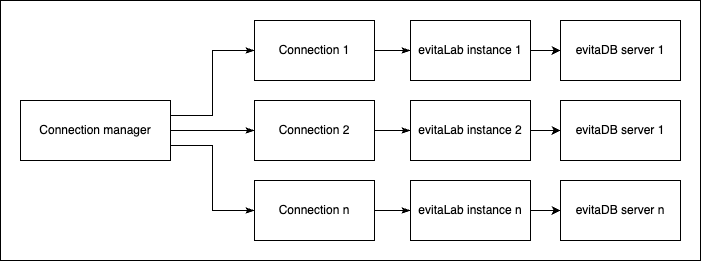 Connection 1
evitaLab instance 1
evitaDB server 1
Connection manager
Connection 2
evitaLab instance 2
evitaDB server 1
Connection n
evitaLab instance n
evitaDB server n